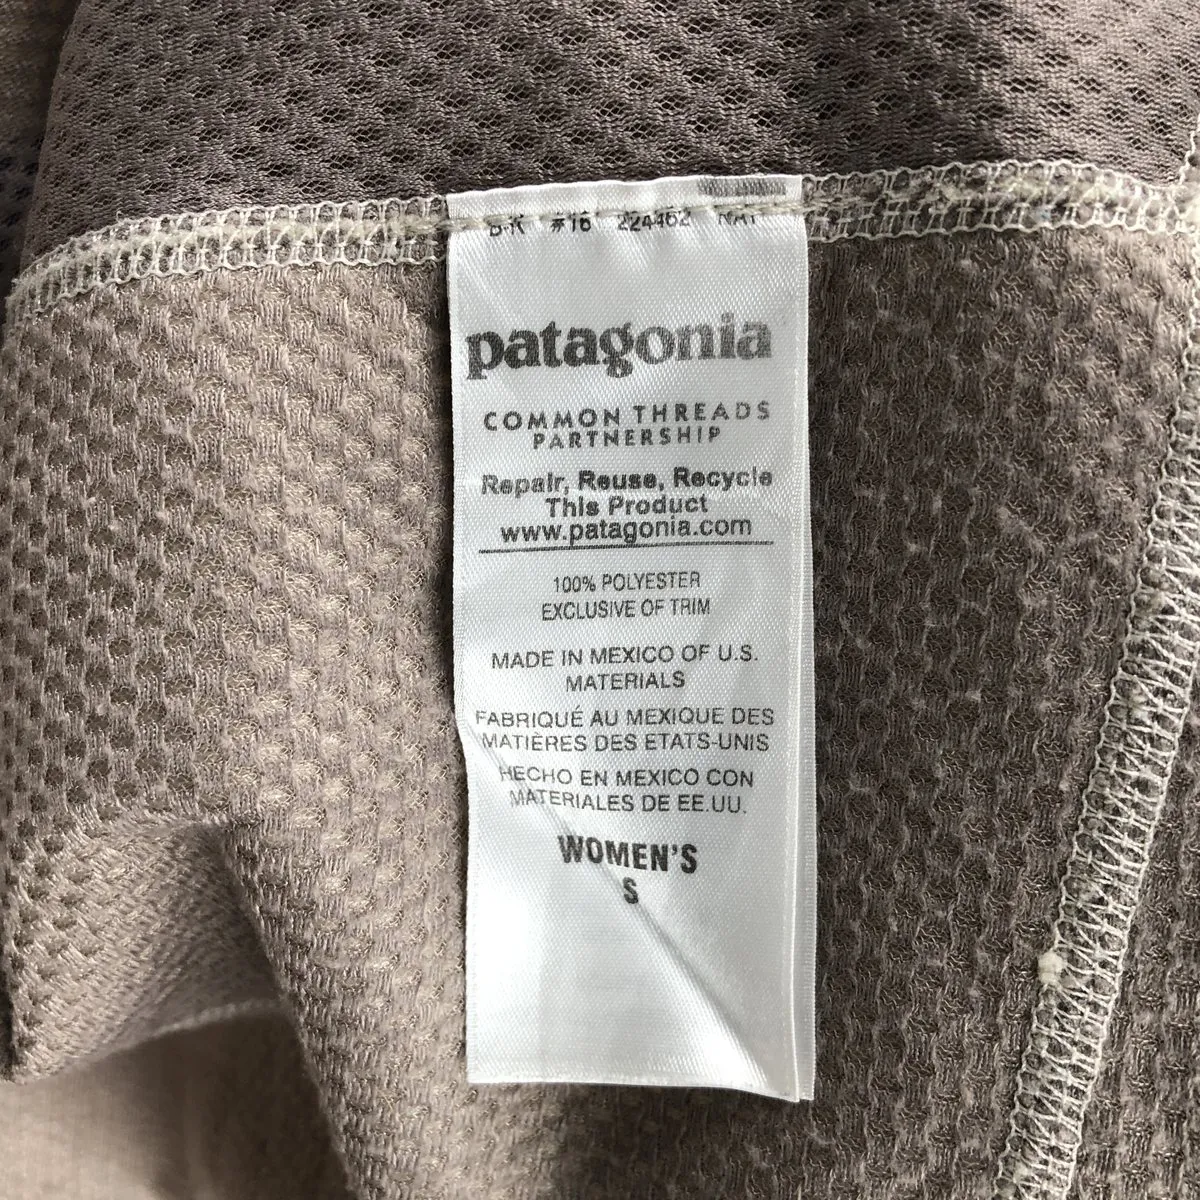 #16 224462
patagonia
COMMON THREADS
PARTNERSHIP
Repair, Reuse, Recycle
This Product
www.patagonia.com
100% POLYESTER
EXCLUSIVE OF TRIM
MADE IN MEXICO OF U.S.
MATERIALS
FABRIQUÉ AU MEXIQUE DES
MATIÈRES DES ETATS-UNIS
HECHO EN MEXICO CON
MATERIALES DE EE.UU.
WOMEN'S
S